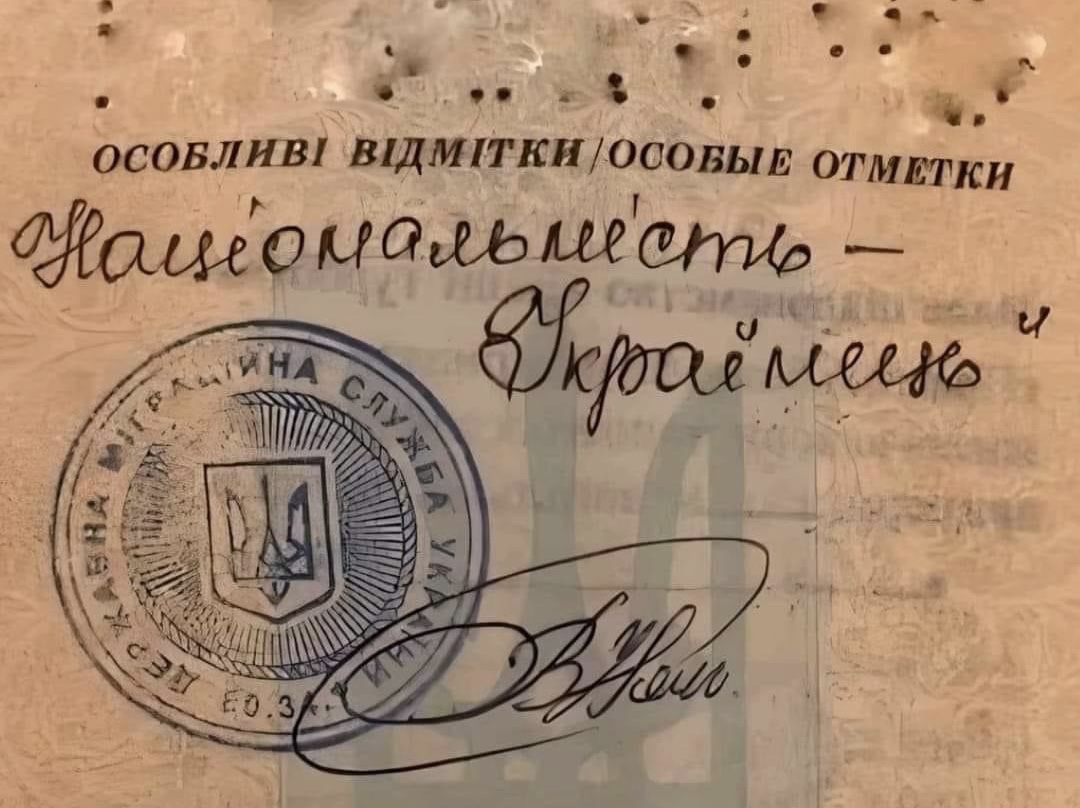 ОСОБЛИВІ ВІДМІТКИ/ОСОБЫЕ ОТМЕТКИ
Національність —
Українець"
ДЕРЖАВНА МІГРАЦІЙНА СЛУЖБА УКРАЇНИ